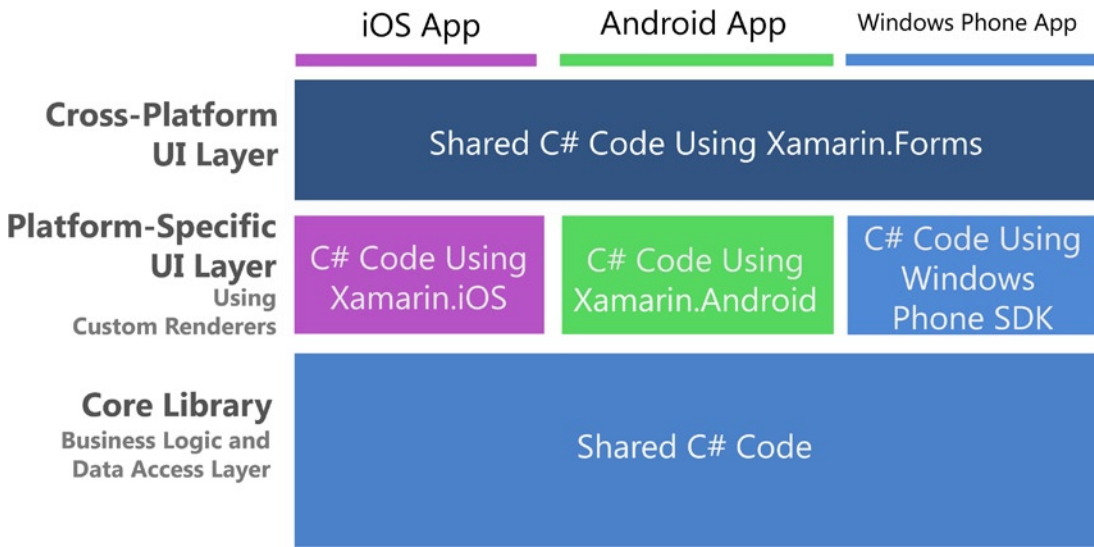 iOS App
Android App
Windows Phone App
Cross-Platform
UI Layer
Shared C# Code Using Xamarin.Forms
Platform-Specific
UI Layer
Using
Custom Renderers
C# Code Using
Xamarin.iOS
C# Code Using
Xamarin.Android
C# Code Using
Windows
Phone SDK
Core Library
Business Logic and
Data Access Layer
Shared C# Code